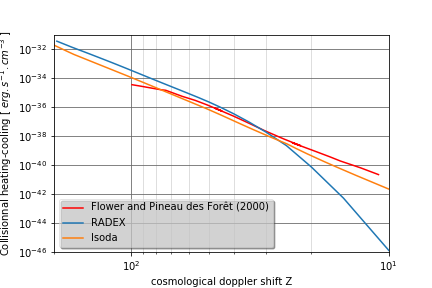 10⁻³²
10⁻³⁴
10⁻³⁶
10⁻³⁸
10⁻⁴⁰
10⁻⁴²
10⁻⁴⁴
10⁻⁴⁶
Collisionnal heating-cooling [ erg. s⁻¹. cm⁻³ ]
Flower and Pineau des Forêt (2000)
RADEX
Isoda
10²
10¹
cosmological doppler shift Z